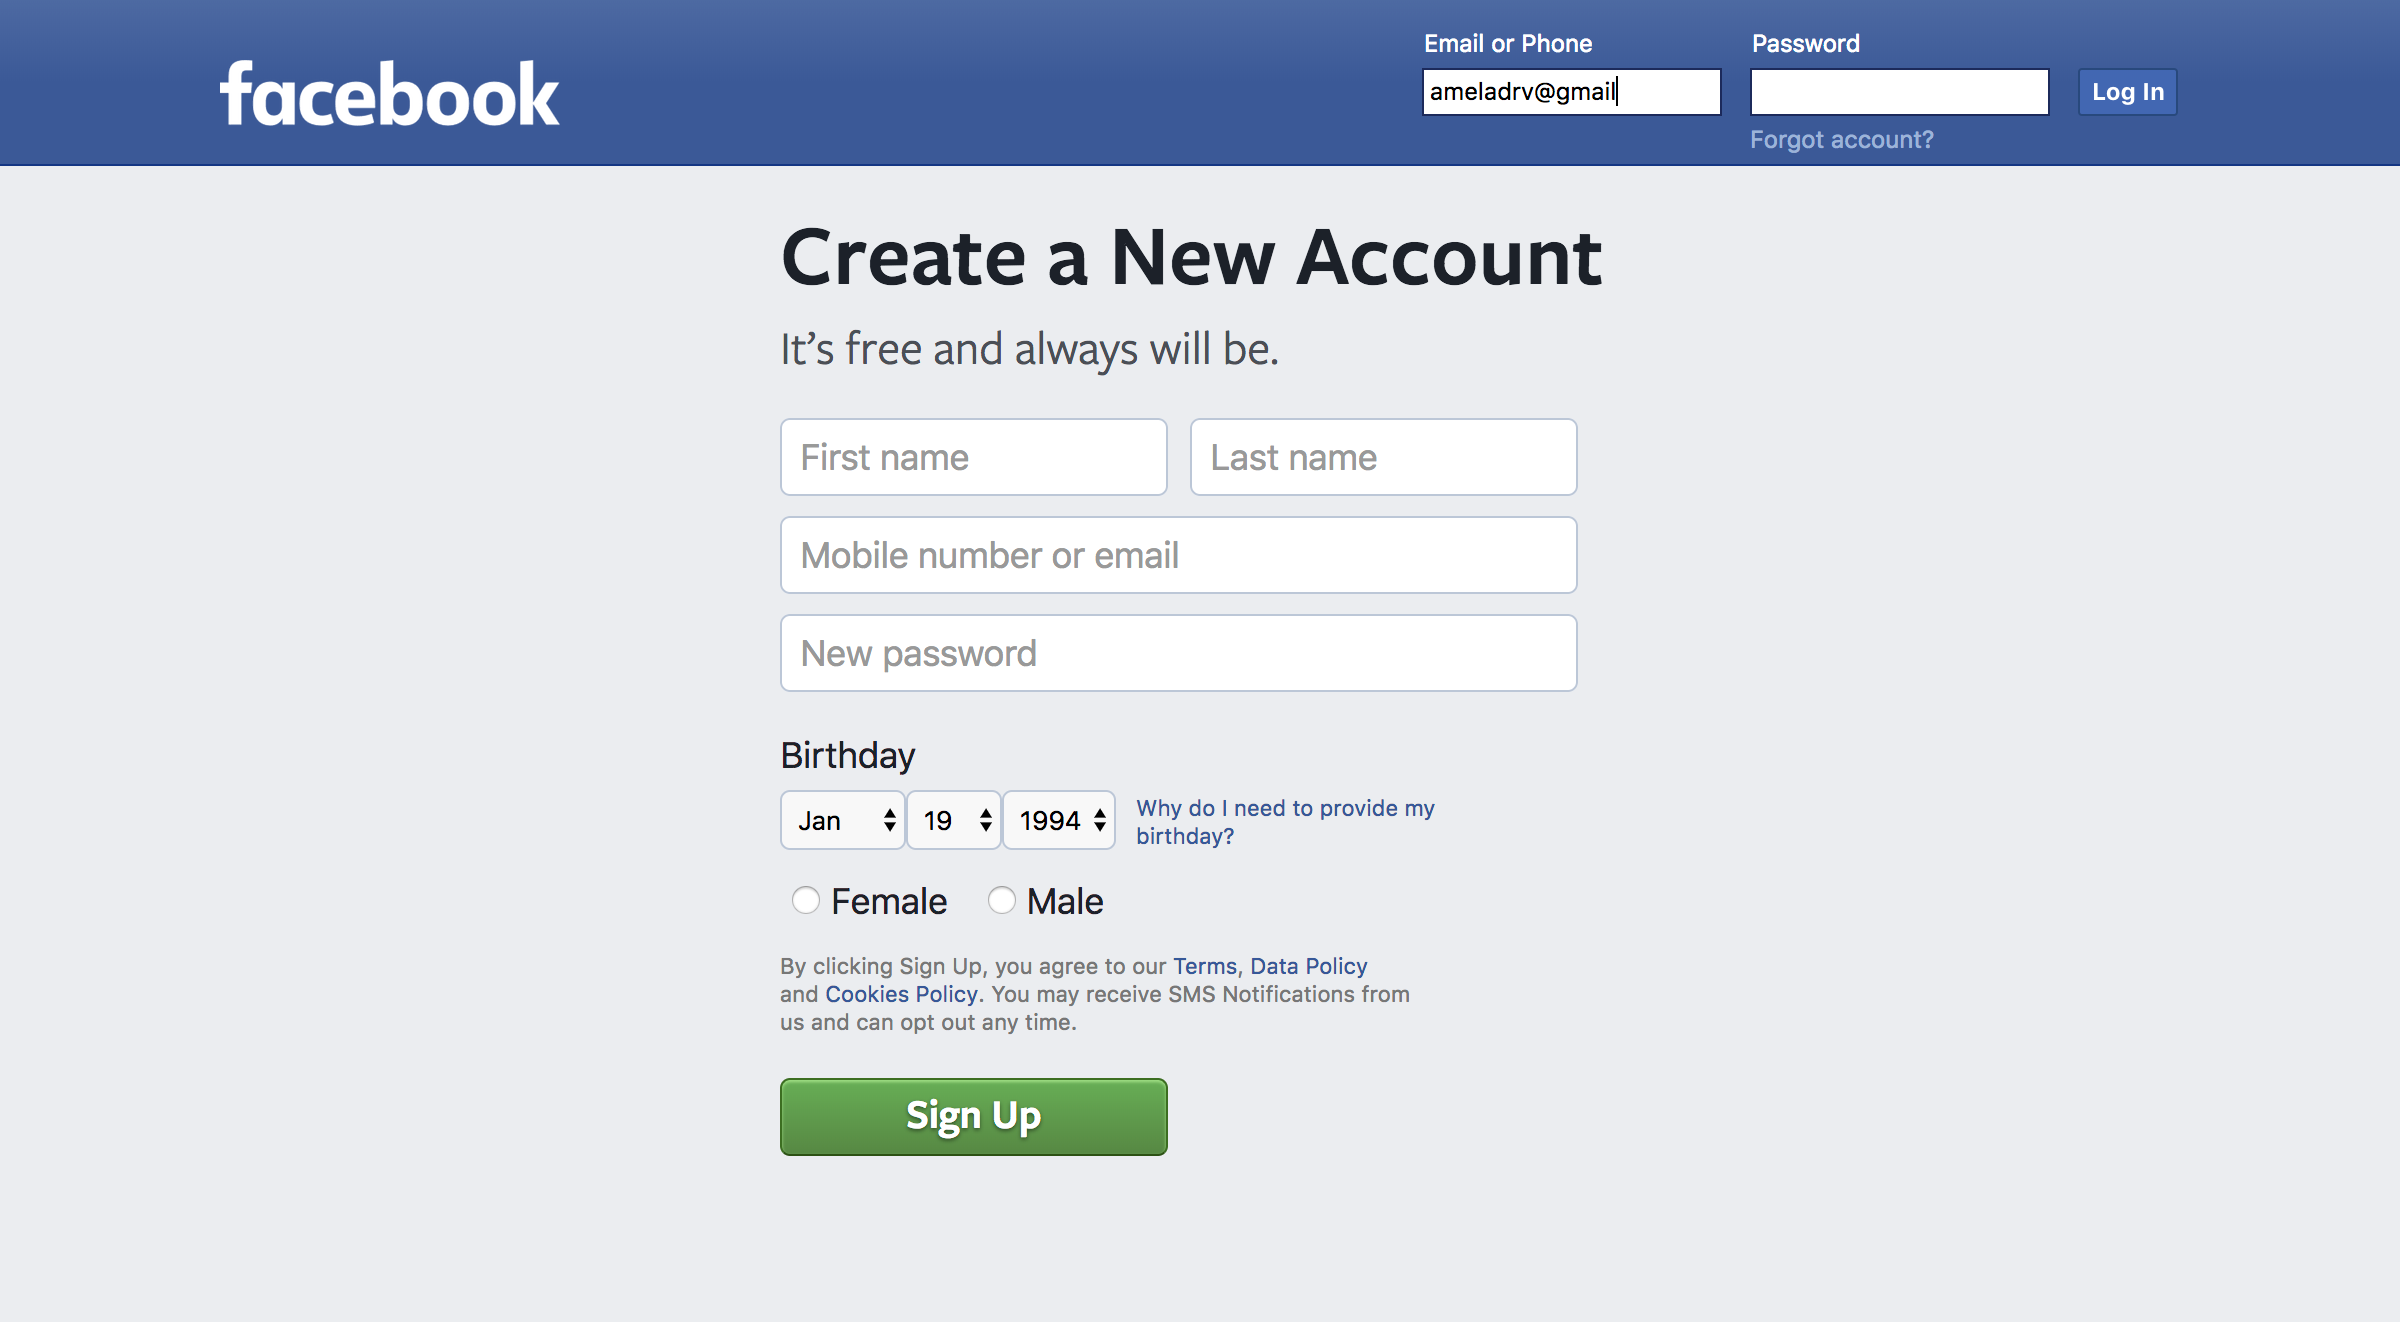 facebook
Email or Phone
Password
ameladrv@gmail
Log In
Forgot account?
Create a New Account
It's free and always will be.
First name
Last name
Mobile number or email
New password
Birthday
Jan
19
1994
Why do I need to provide my
birthday?
Female
Male
By clicking Sign Up, you agree to our Terms, Data Policy
and Cookies Policy. You may receive SMS Notifications from
us and can opt out any time.
Sign Up